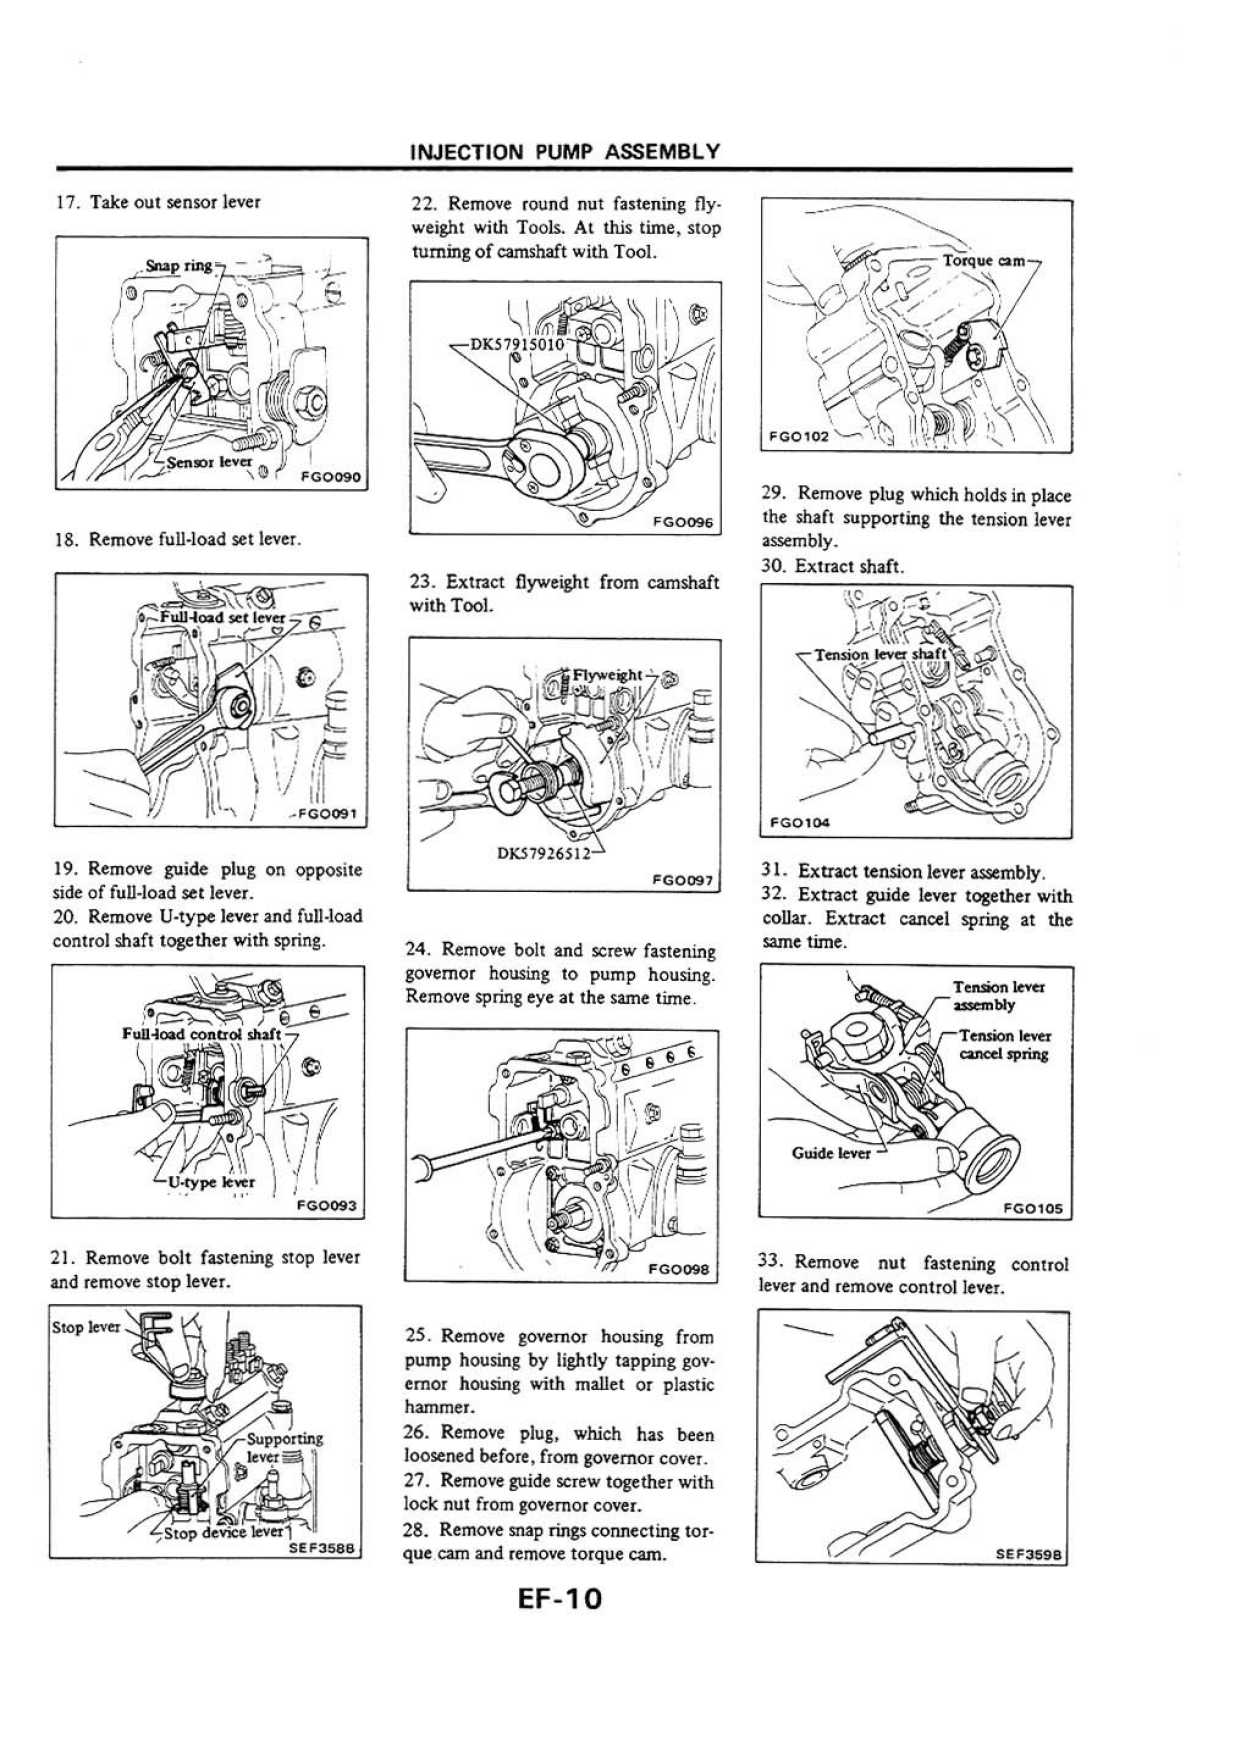 INJECTION PUMP ASSEMBLY
17. Take out sensor lever
Snap ring
Sensor lever
FGO090
18. Remove full-load set lever.
Full-load set lever
FGO091
19. Remove guide plug on opposite
side of full-load set lever.
20. Remove U-type lever and full-load
control shaft together with spring.
Full-load control shaft
U-type lever
FGO093
21. Remove bolt fastening stop lever
and remove stop lever.
Stop lever
Supporting
lever
Stop device lever
SEF358B
22. Remove round nut fastening fly-
weight with Tools. At this time, stop
turning of camshaft with Tool.
DK57915010
FGO096
23. Extract flyweight from camshaft
with Tool.
Flyweight
DK57926512
FGO097
24. Remove bolt and screw fastening
governor housing to pump housing.
Remove spring eye at the same time.
FGO098
25. Remove governor housing from
pump housing by lightly tapping gov-
ernor housing with mallet or plastic
hammer.
26. Remove plug, which has been
loosened before, from governor cover.
27. Remove guide screw together with
lock nut from governor cover.
28. Remove snap rings connecting tor-
que cam and remove torque cam.
Torque cam
FGO102
29. Remove plug which holds in place
the shaft supporting the tension lever
assembly.
30. Extract shaft.
Tension lever shaft
FGO104
31. Extract tension lever assembly.
32. Extract guide lever together with
collar. Extract cancel spring at the
same time.
Tension lever
assembly
Tension lever
cancel spring
Guide lever
FGO105
33. Remove nut fastening control
lever and remove control lever.
SEF359B
EF-10